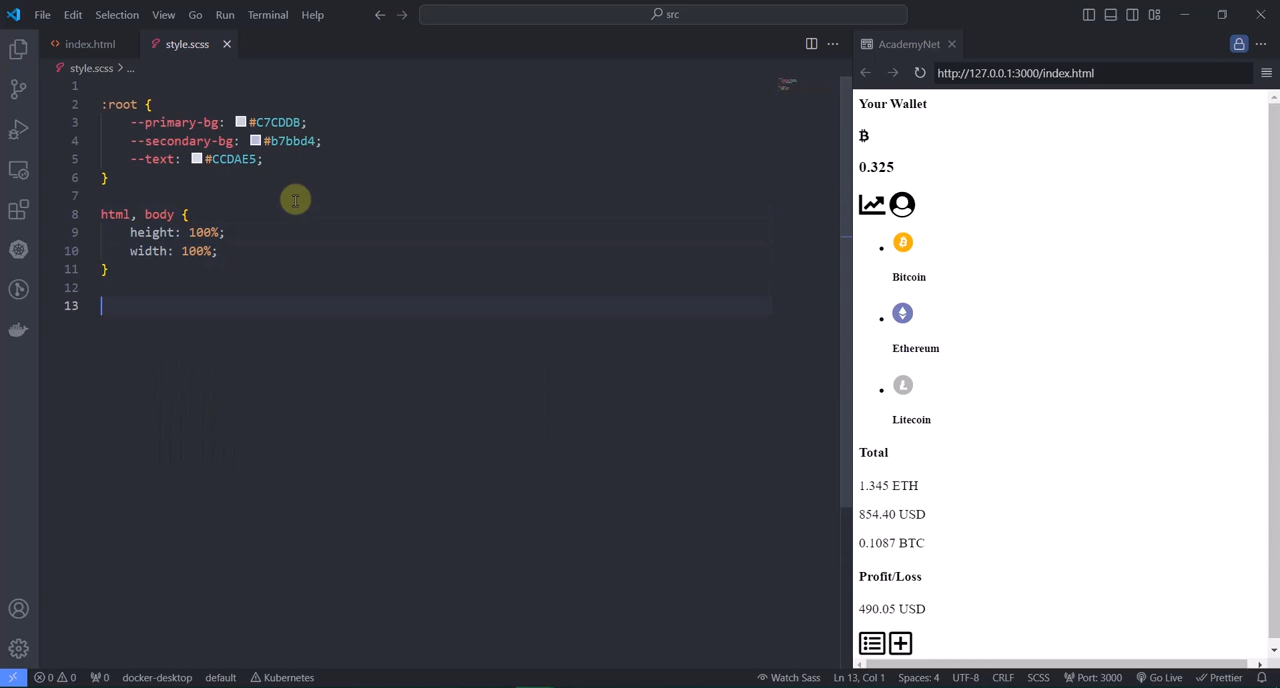 File Edit Selection View Go Run Terminal Help
src
index.html
style.scss
AcademyNet
style.scss > ...
http://127.0.0.1:3000/index.html
1
2 :root {
3 --primary-bg: #C7CDDB;
4 --secondary-bg: #b7bbd4;
5 --text: #CCDAE5;
6 }
7
8 html, body {
9 height: 100%;
10 width: 100%;
11 }
12
13
Your Wallet
0.325
Bitcoin
Ethereum
Litecoin
Total
1.345 ETH
854.40 USD
0.1087 BTC
Profit/Loss
490.05 USD
0 0 0 docker-desktop default Kubernetes Watch Sass Ln 13, Col 1 Spaces: 4 UTF-8 CRLF SCSS Port: 3000 Go Live Prettier